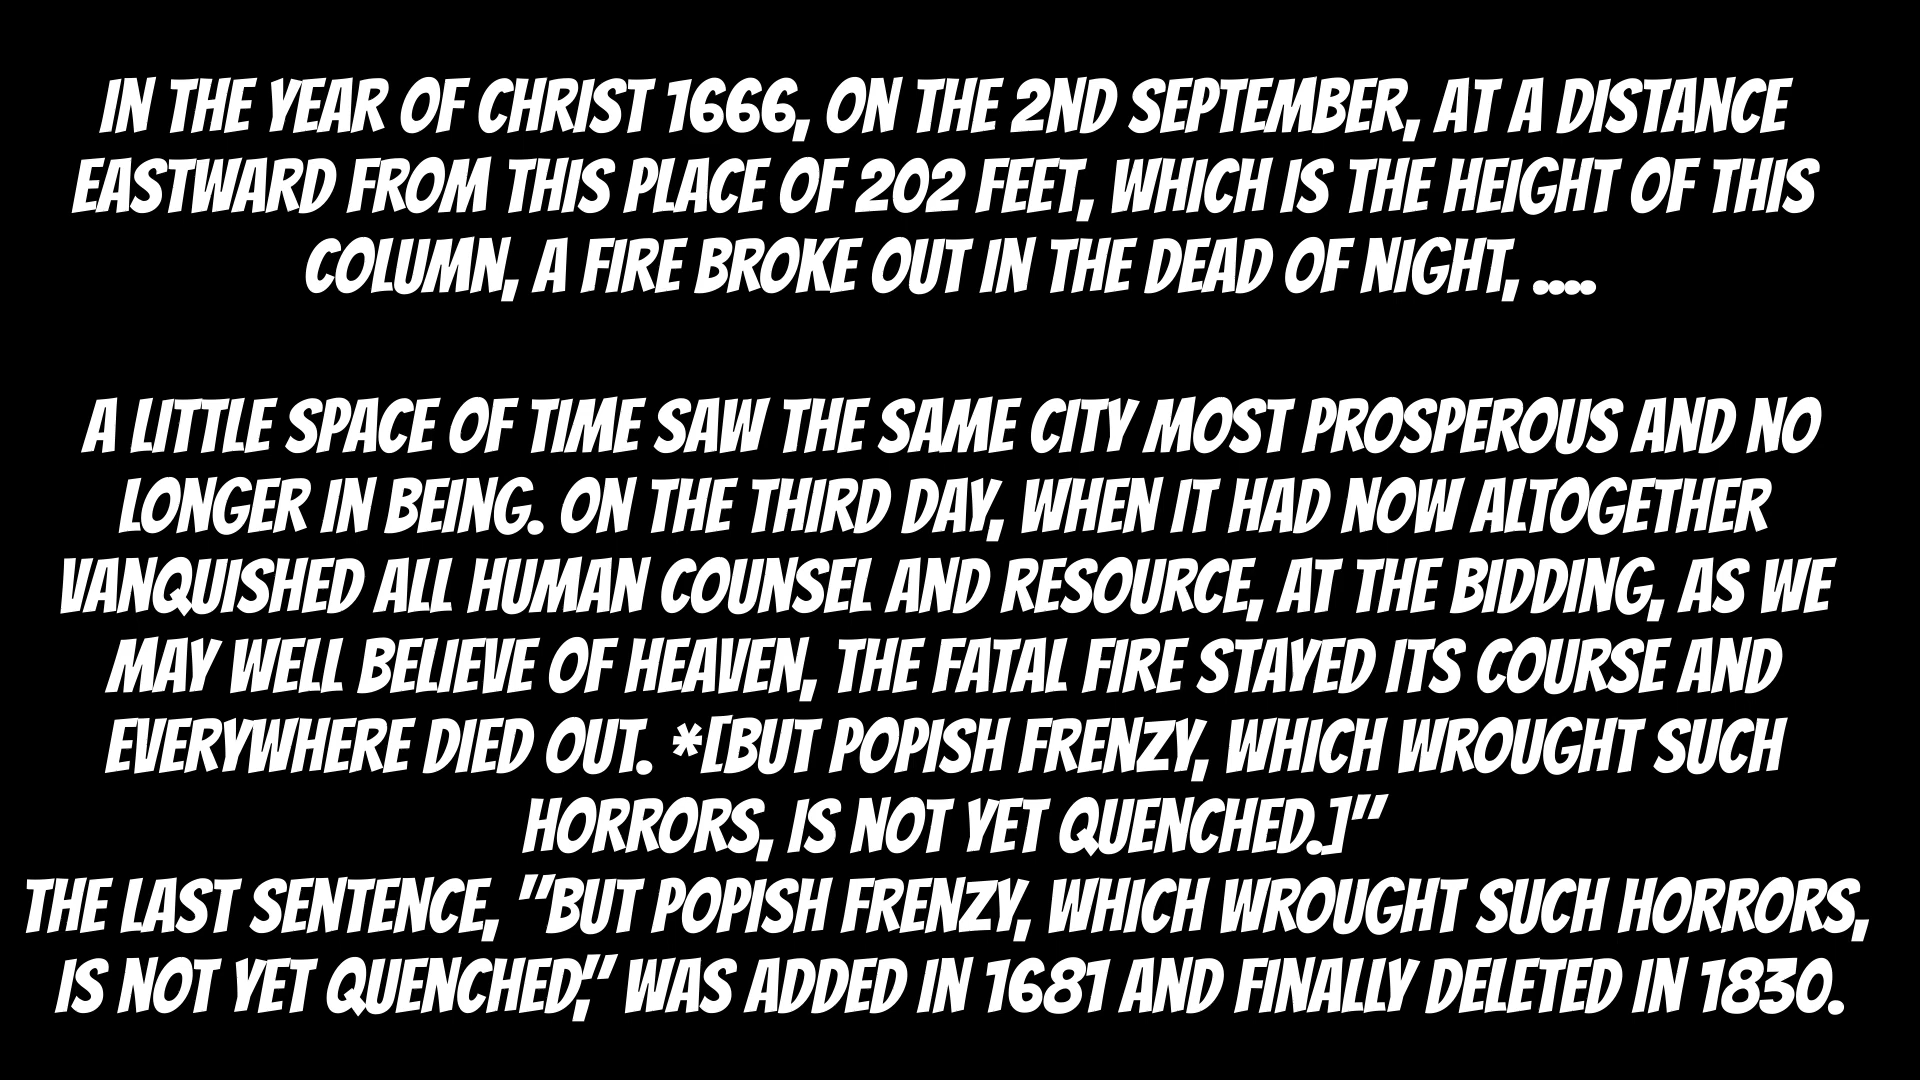 IN THE YEAR OF CHRIST 1666, ON THE 2ND SEPTEMBER, AT A DISTANCE
EASTWARD FROM THIS PLACE OF 202 FEET, WHICH IS THE HEIGHT OF THIS
COLUMN, A FIRE BROKE OUT IN THE DEAD OF NIGHT, ....
A LITTLE SPACE OF TIME SAW THE SAME CITY MOST PROSPEROUS AND NO
LONGER IN BEING. ON THE THIRD DAY, WHEN IT HAD NOW ALTOGETHER
VANQUISHED ALL HUMAN COUNSEL AND RESOURCE, AT THE BIDDING, AS WE
MAY WELL BELIEVE OF HEAVEN, THE FATAL FIRE STAYED ITS COURSE AND
EVERYWHERE DIED OUT. *[BUT POPISH FRENZY, WHICH WROUGHT SUCH
HORRORS, IS NOT YET QUENCHED.]"
THE LAST SENTENCE, "BUT POPISH FRENZY, WHICH WROUGHT SUCH HORRORS,
IS NOT YET QUENCHED," WAS ADDED IN 1681 AND FINALLY DELETED IN 1830.